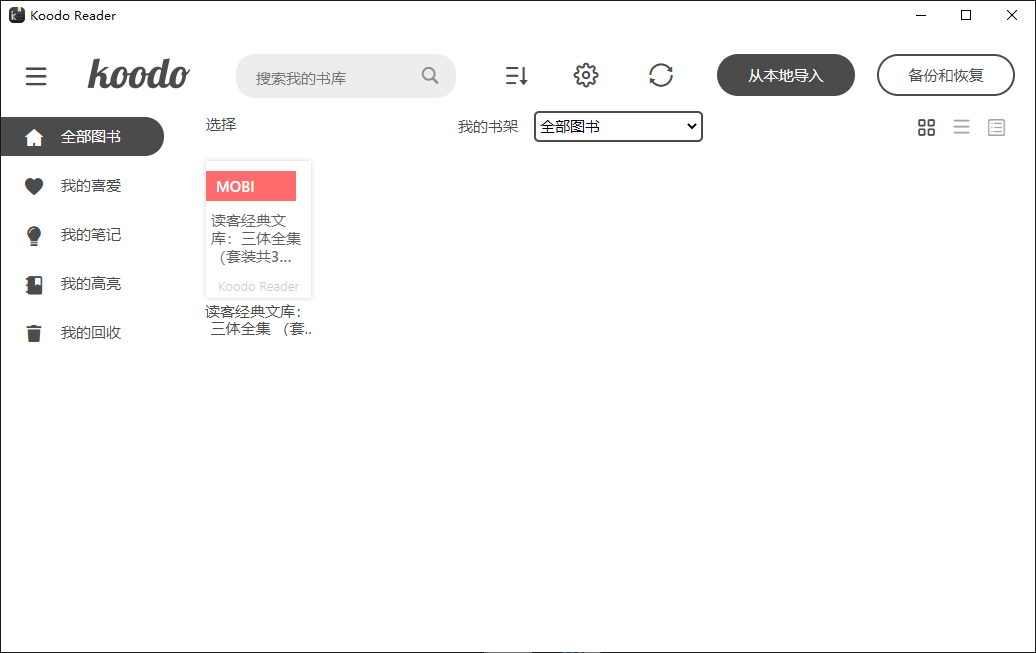 Koodo Reader
koodo
搜索我的书库
从本地导入
备份和恢复
全部图书
我的喜爱
我的笔记
我的高亮
我的回收
选择
我的书架
全部图书
MOBI
读客经典文
库：三体全集
（套装共3...
Koodo Reader
读客经典文库：
三体全集 （套..